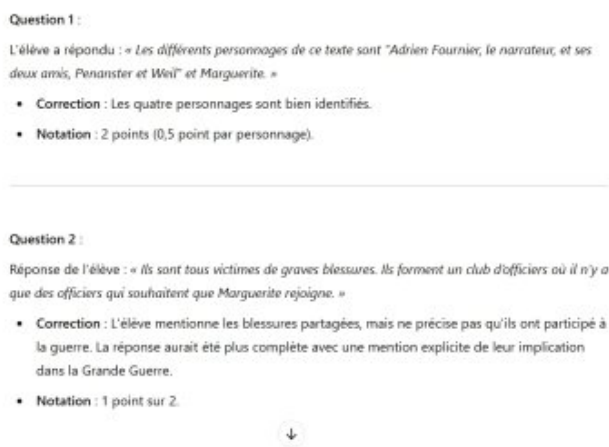 Question 1 :
L'élève a répondu : « Les différents personnages de ce texte sont "Adrien Fournier, le narrateur, et ses
deux amis, Penanster et Weil" et Marguerite. »
• Correction : Les quatre personnages sont bien identifiés.
• Notation : 2 points (0,5 point par personnage).
Question 2 :
Réponse de l'élève : « Ils sont tous victimes de graves blessures. Ils forment un club d'officiers où il n'y a
que des officiers qui souhaitent que Marguerite rejoigne. »
• Correction : L'élève mentionne les blessures partagées, mais ne précise pas qu'ils ont participé à
la guerre. La réponse aurait été plus complète avec une mention explicite de leur implication
dans la Grande Guerre.
• Notation : 1 point sur 2.